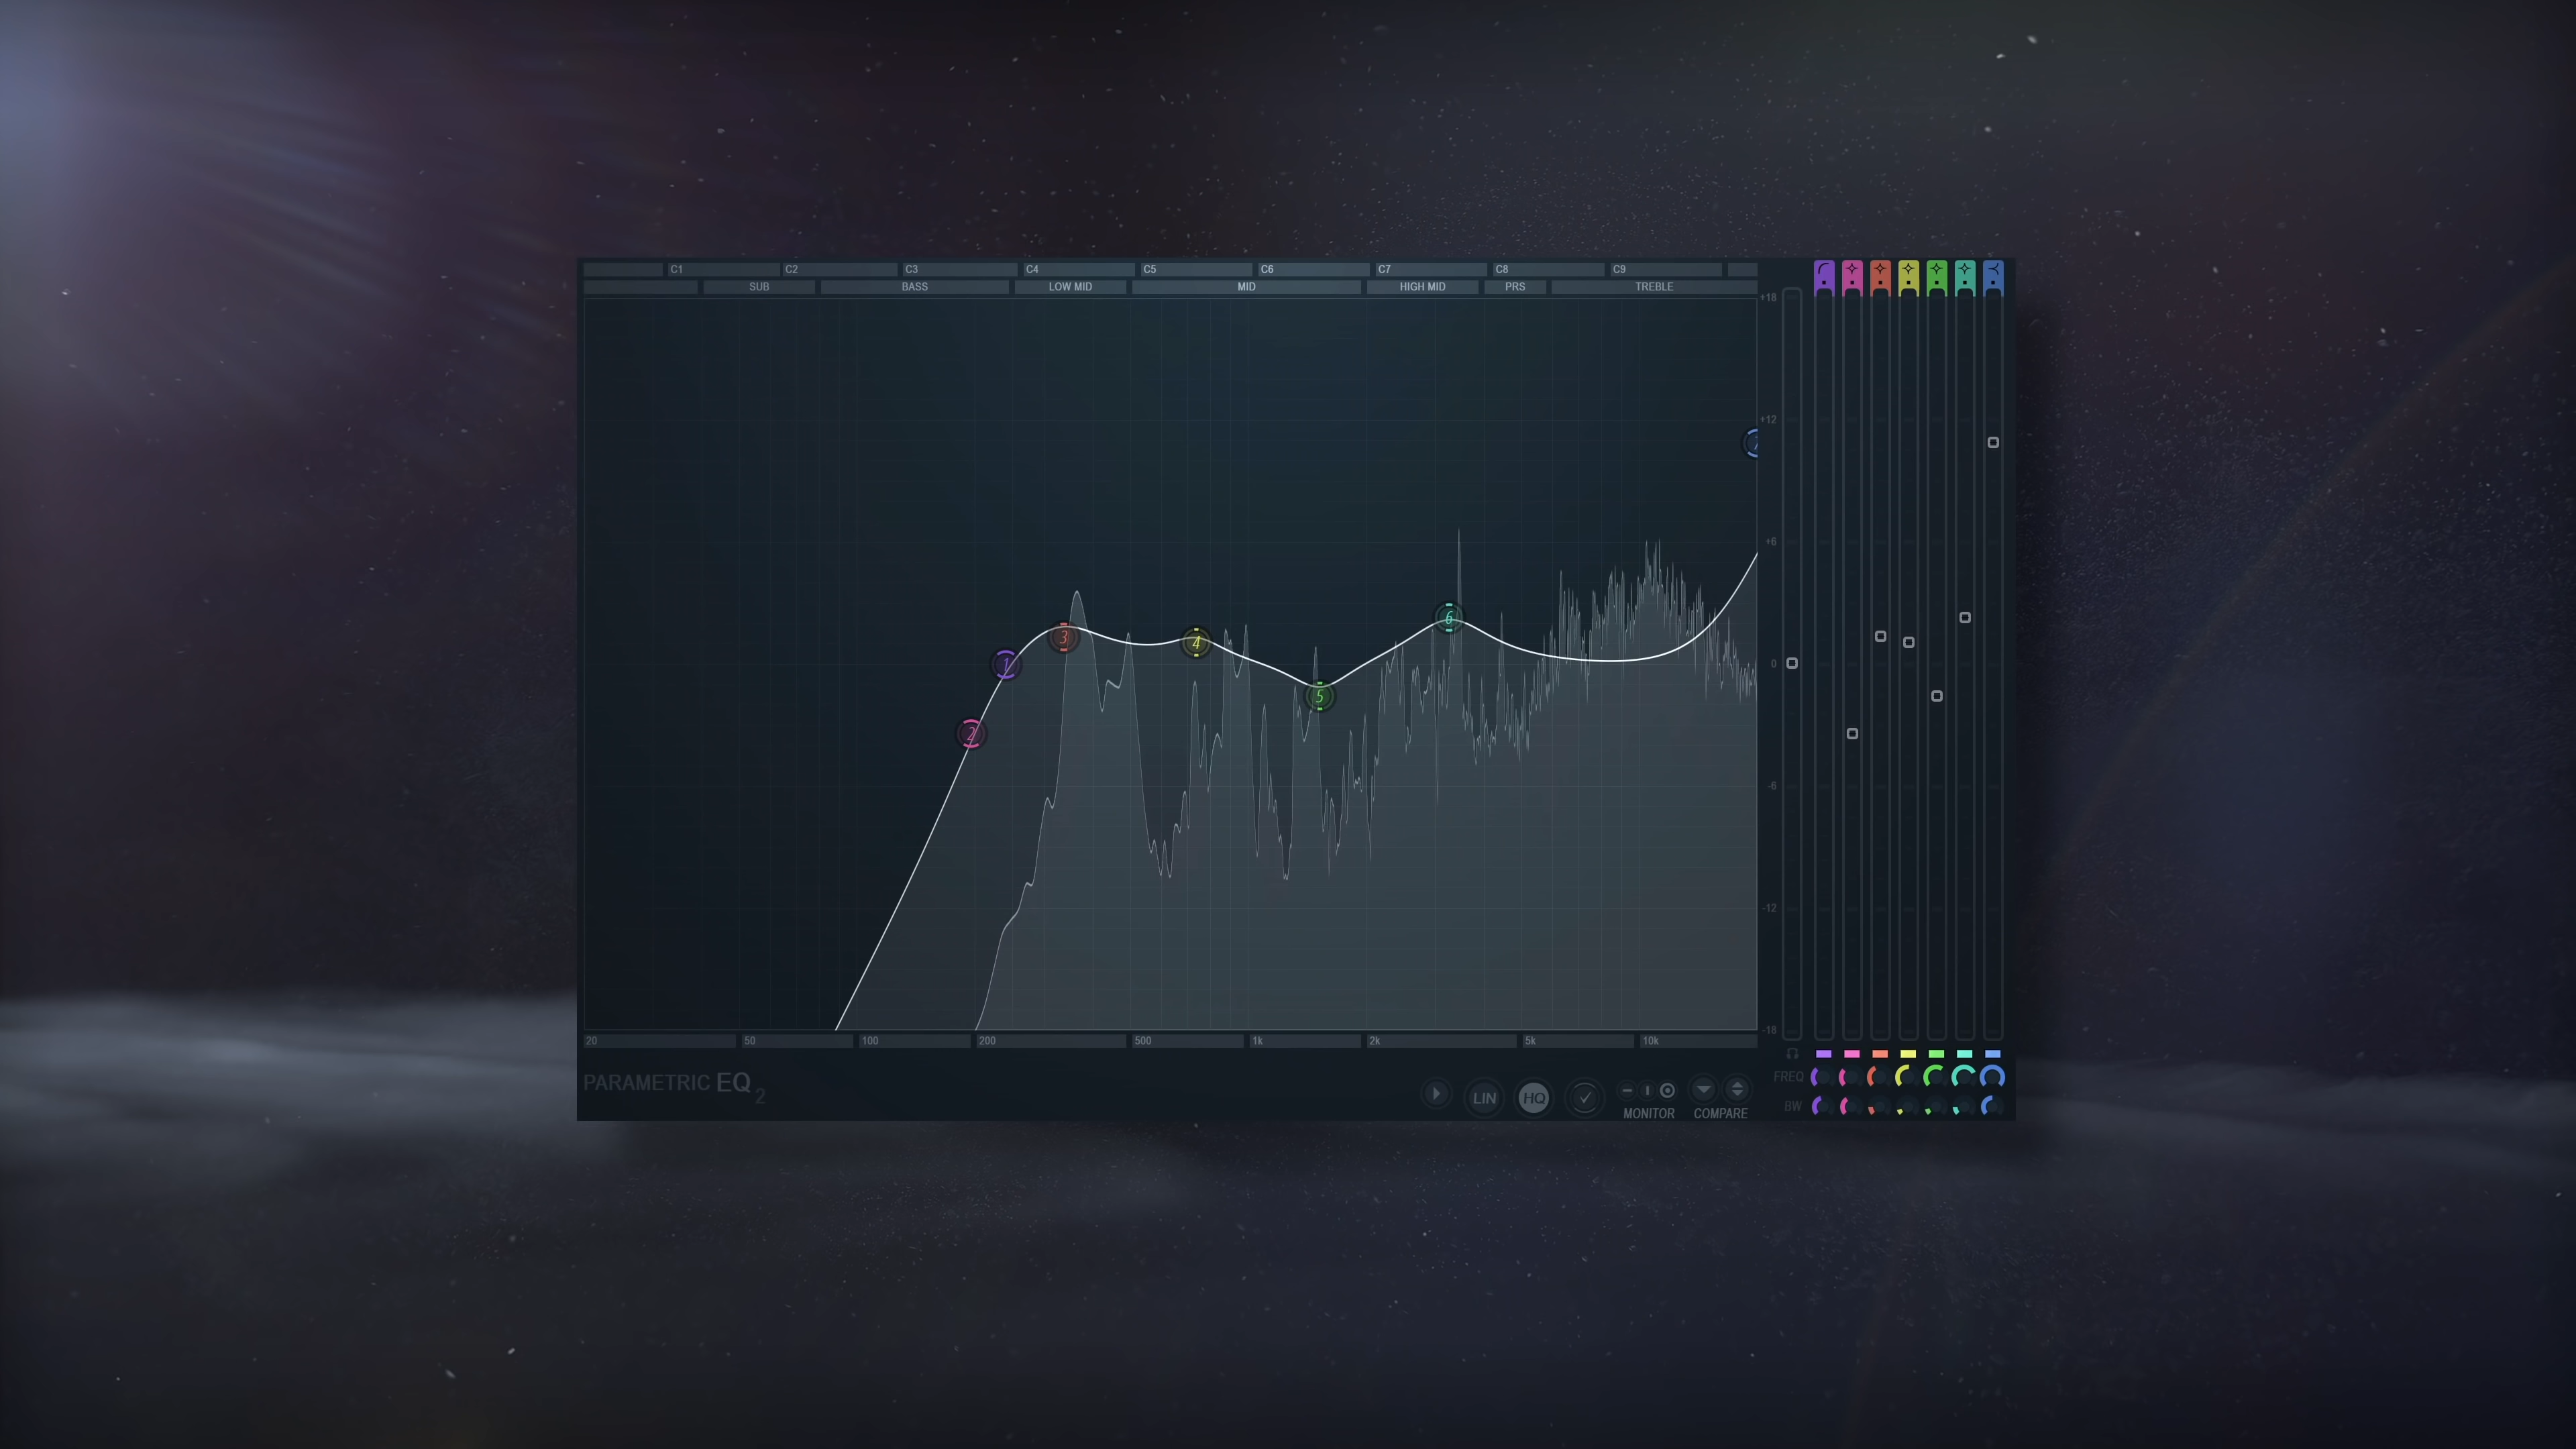 C1 C2 C3 C4 C5 C6 C7 C8 C9
SUB BASS LOW MID MID HIGH MID PRS TREBLE
+18
+12
+6
0
-6
-12
-18
1
2
3
4
5
6
20 50 100 200 500 1k 2k 5k 10k
PARAMETRIC EQ 2
LIN HQ
MONITOR COMPARE
FREQ
BW